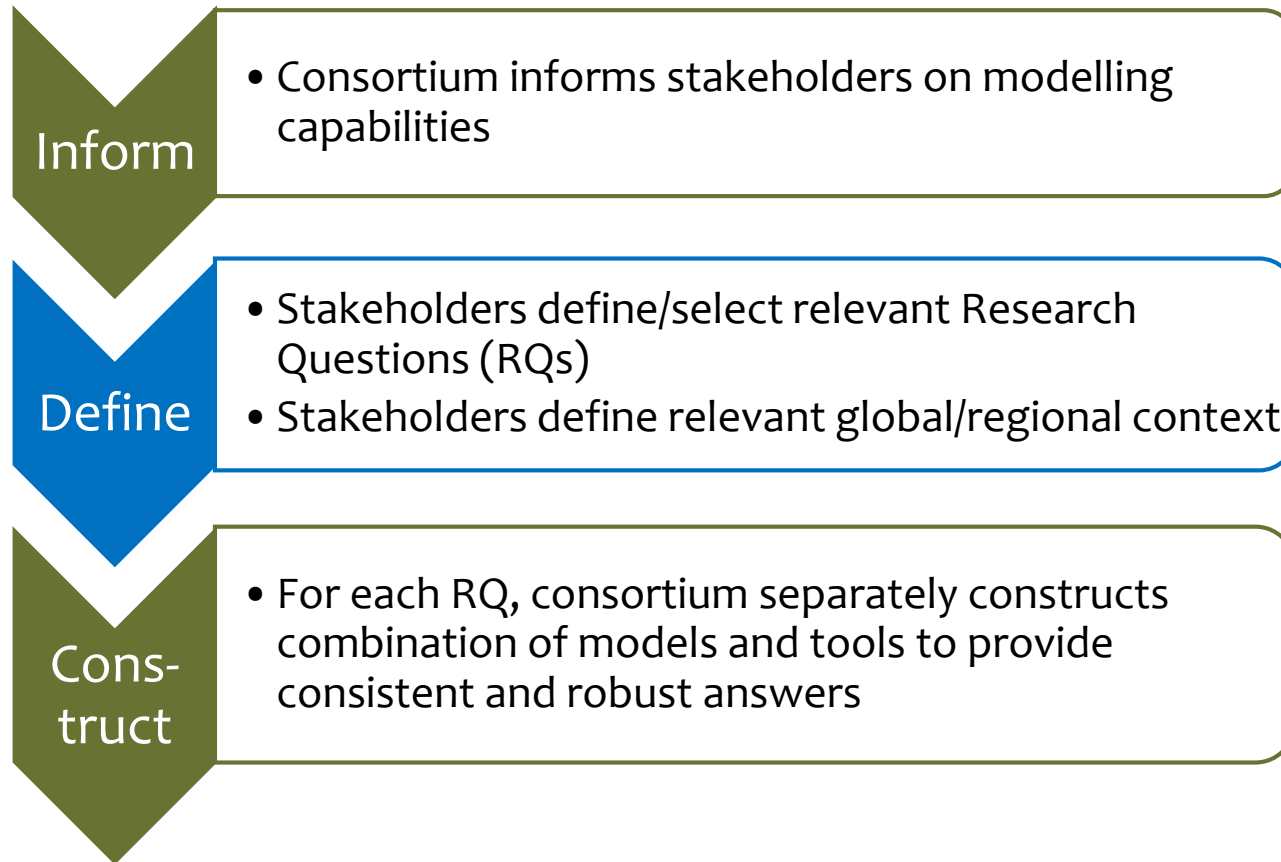 Inform
• Consortium informs stakeholders on modelling
capabilities
Define
• Stakeholders define/select relevant Research
Questions (RQs)
• Stakeholders define relevant global/regional context
Cons-
truct
• For each RQ, consortium separately constructs
combination of models and tools to provide
consistent and robust answers